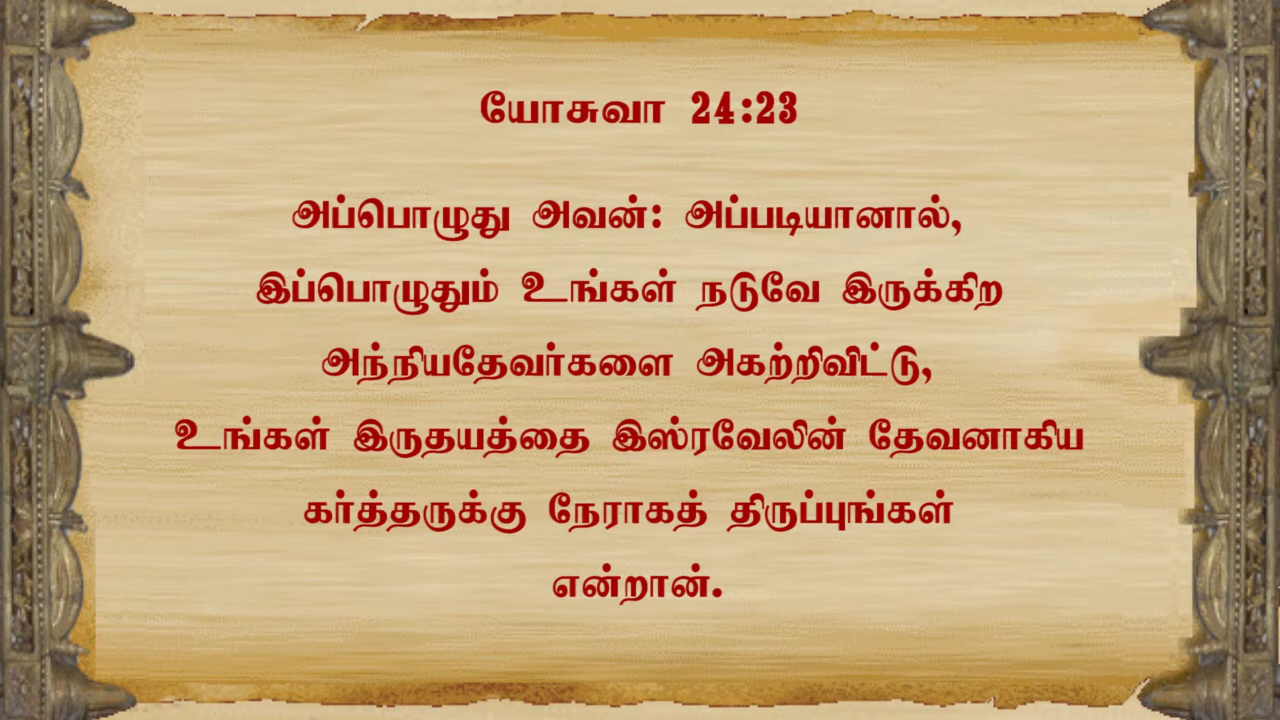 யோசுவா 24:23
அப்பொழுது அவன்: அப்படியானால்,
இப்பொழுதும் உங்கள் நடுவே இருக்கிற
அந்நியதேவர்களை அகற்றிவிட்டு,
உங்கள் இருதயத்தை இஸ்ரவேலின் தேவனாகிய
கர்த்தருக்கு நேராகத் திருப்புங்கள்
என்றான்.